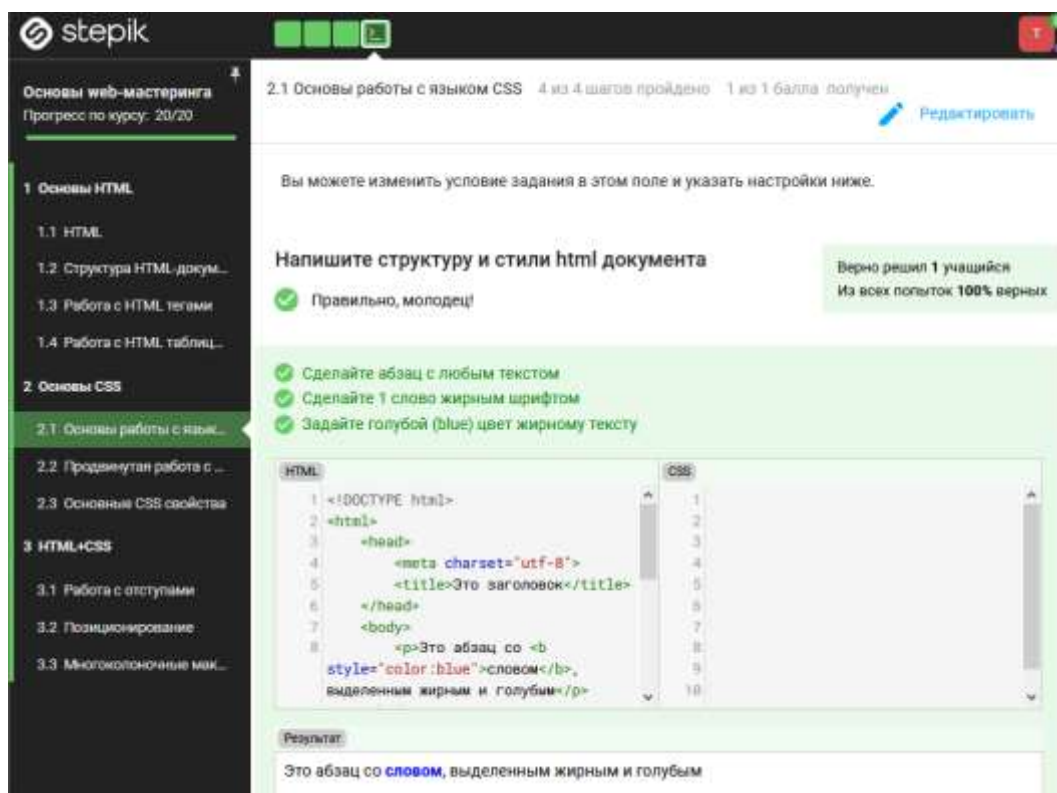 stepik
T
Основы web-мастеринга
Прогресс по курсу: 20/20
1 Основы HTML
1.1 HTML
1.2 Структура HTML-докум...
1.3 Работа с HTML тегами
1.4 Работа с HTML таблиц...
2 Основы CSS
2.1 Основы работы с язык...
2.2 Продвинутая работа с ...
2.3 Основные CSS свойства
3 HTML+CSS
3.1 Работа с отступами
3.2 Позиционирование
3.3 Многоколоночные мак...
2.1 Основы работы с языком CSS 4 из 4 шагов пройдено 1 из 1 балла получен
Редактировать
Вы можете изменить условие задания в этом поле и указать настройки ниже.
Напишите структуру и стили html документа
Правильно, молодец!
Верно решил 1 учащийся
Из всех попыток 100% верных
Сделайте абзац с любым текстом
Сделайте 1 слово жирным шрифтом
Задайте голубой (blue) цвет жирному тексту
HTML
1 <!DOCTYPE html>
2 <html>
3 <head>
4 <meta charset="utf-8">
5 <title>Это заголовок</title>
6 </head>
7 <body>
8 <p>Это абзац со <b
style="color:blue">словом</b>,
выделенным жирным и голубым</p>
CSS
1
2
3
4
5
6
7
8
9
10
Результат
Это абзац со словом, выделенным жирным и голубым